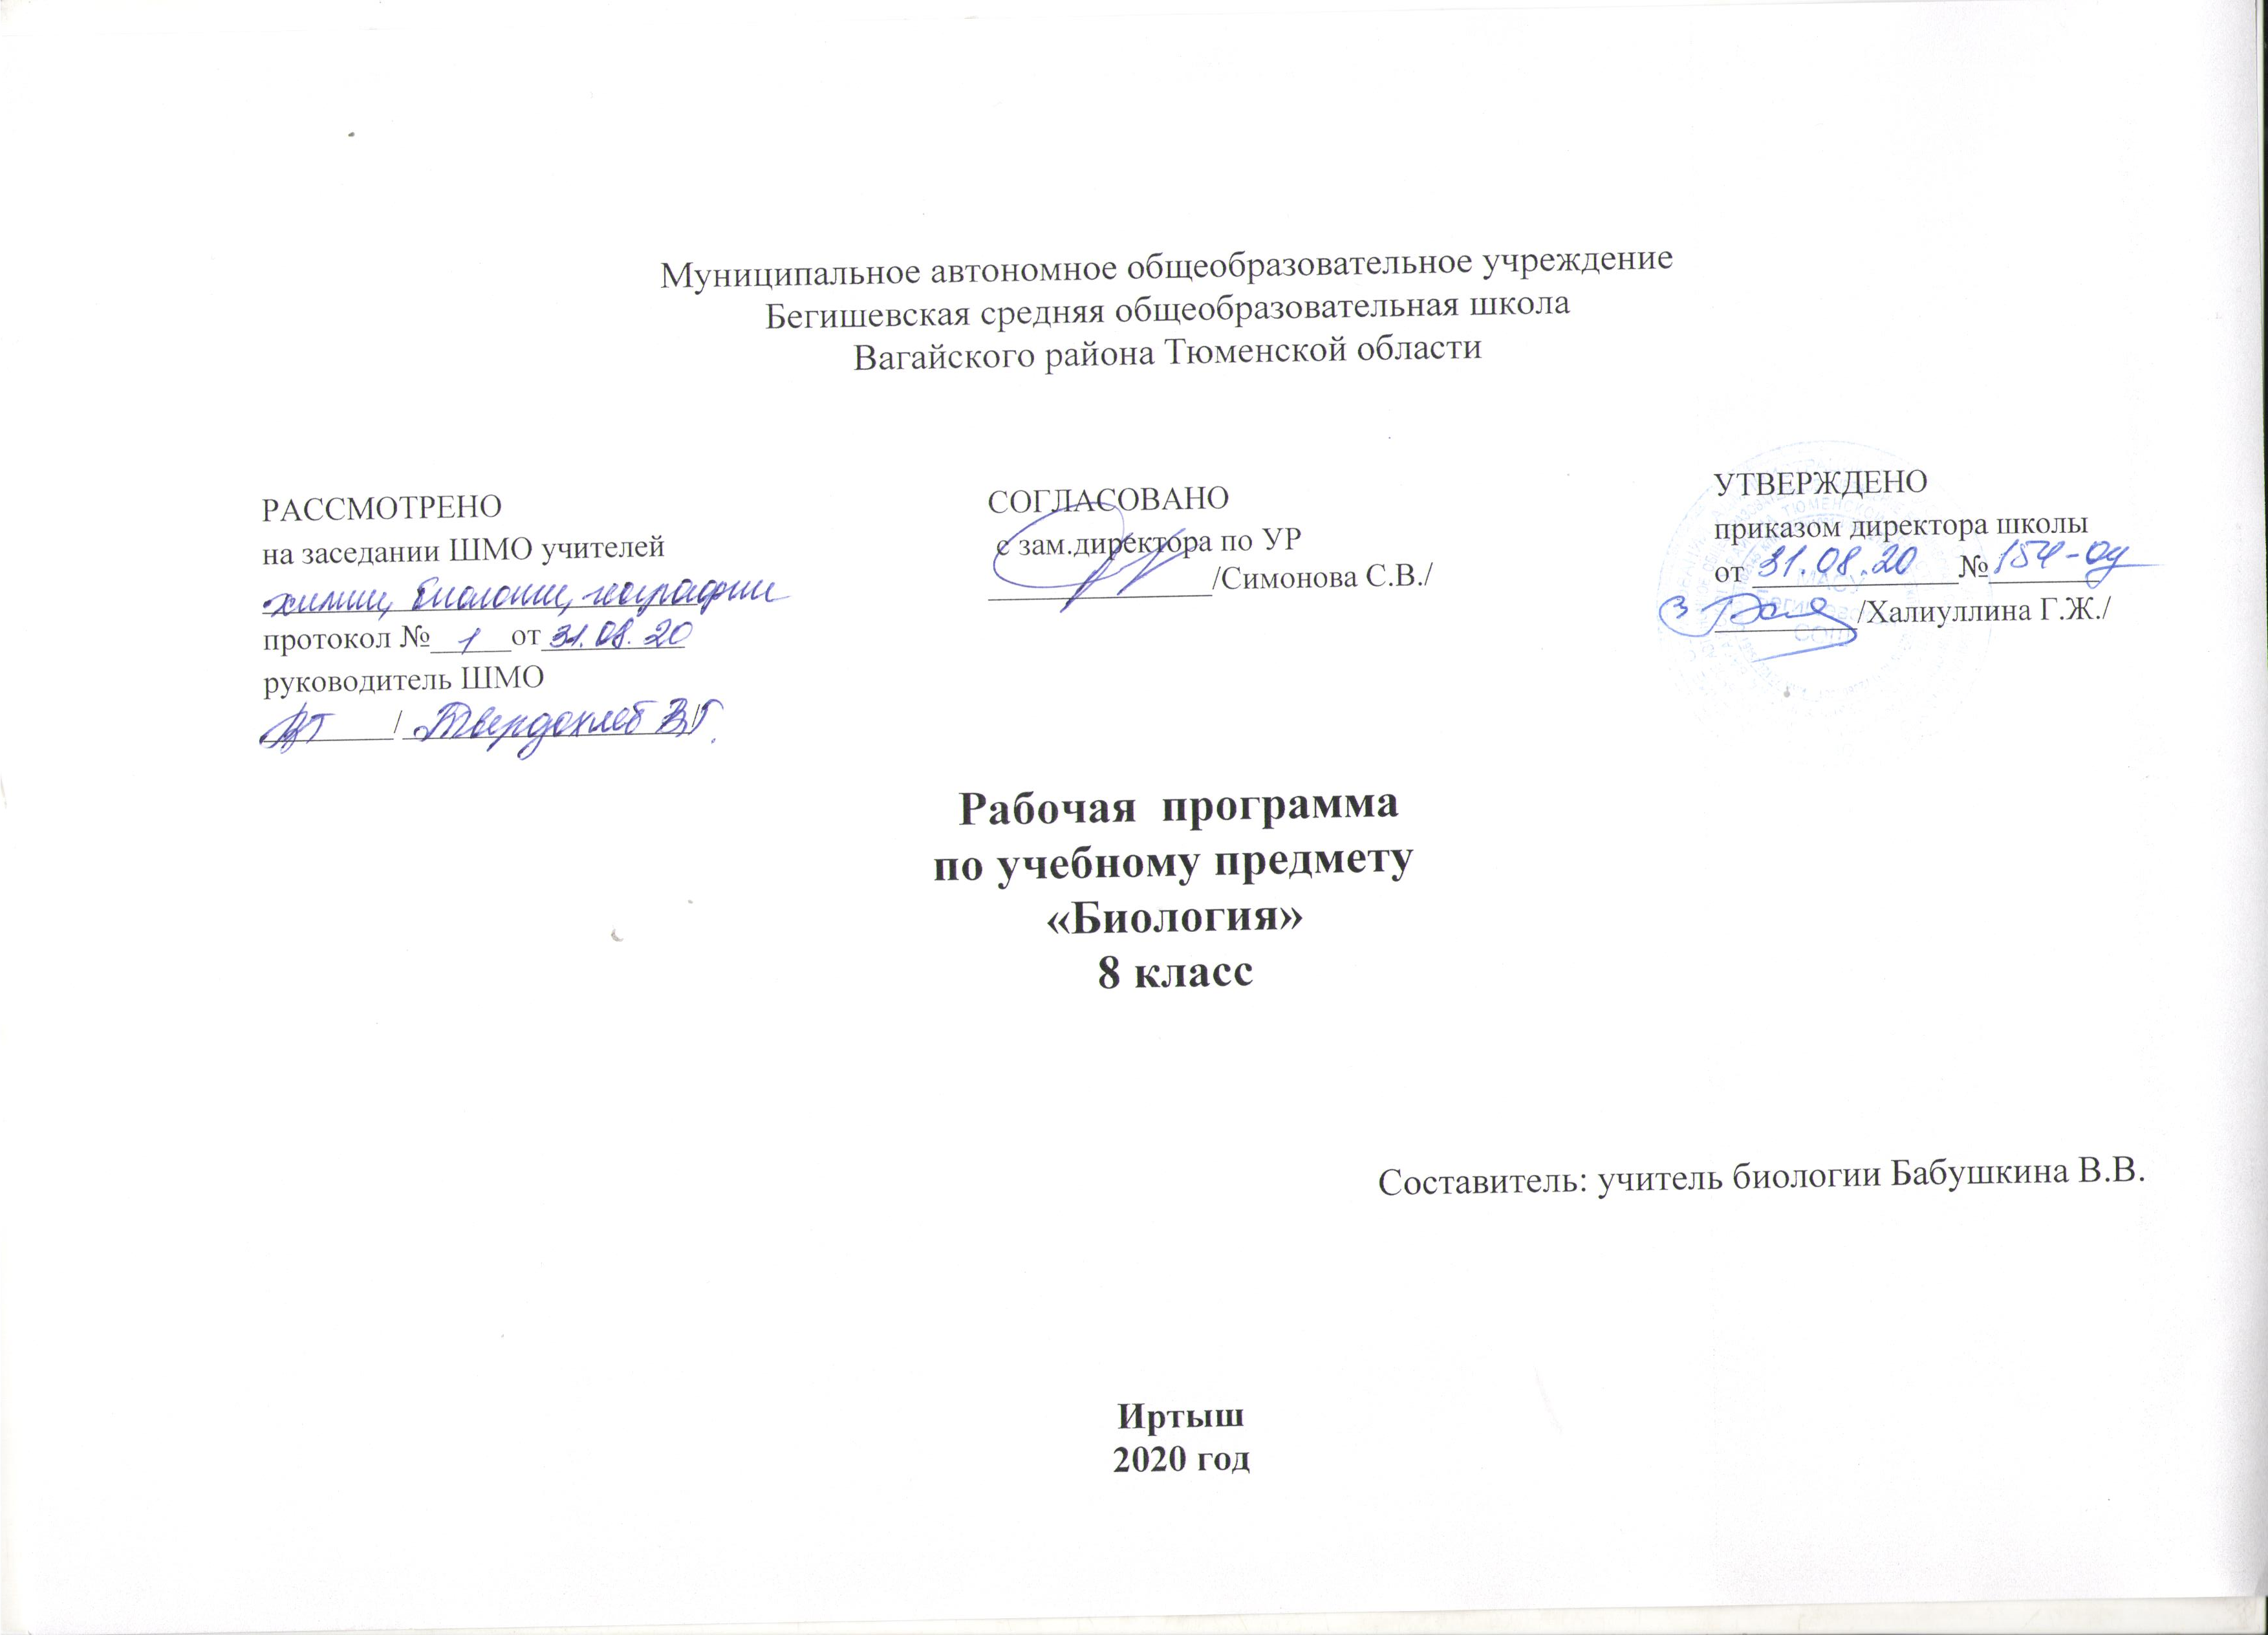 Муниципальное автономное общеобразовательное учреждение
Бегишевская средняя общеобразовательная школа
Вагайского района Тюменской области
РАССМОТРЕНО
на заседании ШМО учителей
химии, биологии, географии
протокол № 1 от 31.08.20
руководитель ШМО
/ Твердохлеб В.Г. /
СОГЛАСОВАНО
с зам.директора по УР
/Симонова С.В./
УТВЕРЖДЕНО
приказом директора школы
от 31.08.20 № 154-оу
/Халиуллина Г.Ж./
Рабочая программа
по учебному предмету
«Биология»
8 класс
Составитель: учитель биологии Бабушкина В.В.
Иртыш
2020 год